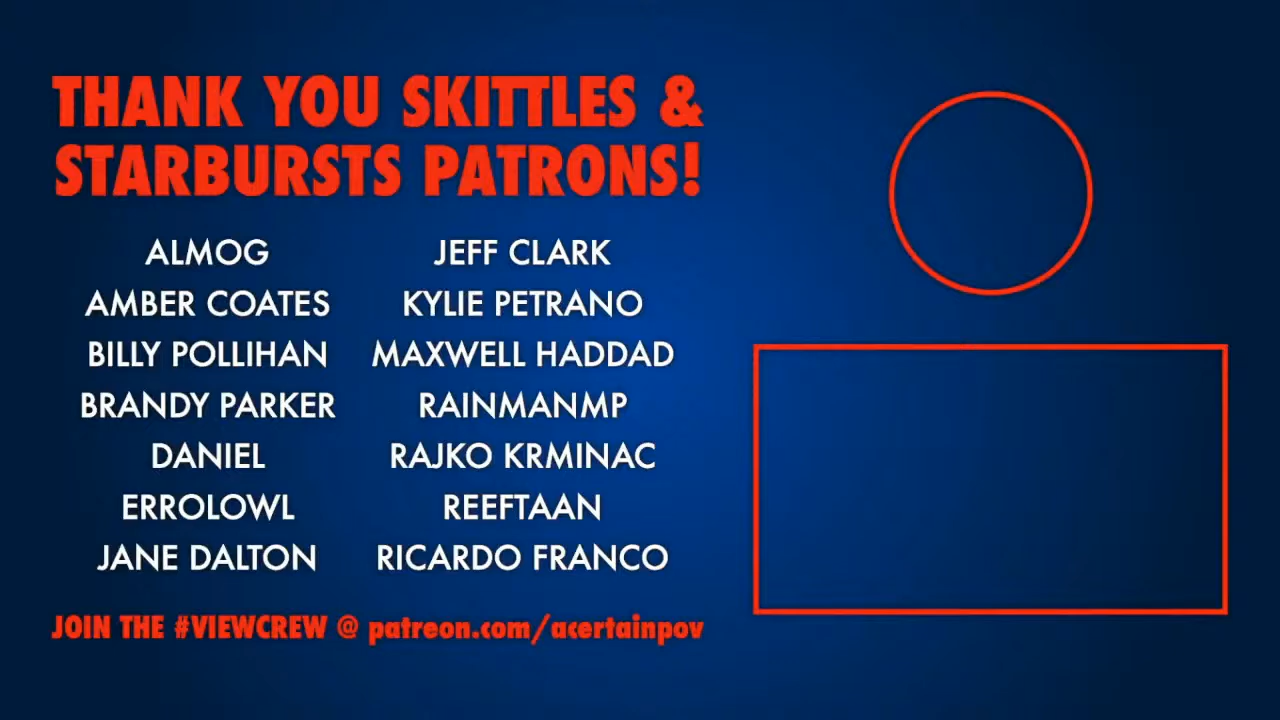 THANK YOU SKITTLES &
STARBURSTS PATRONS!
ALMOG
AMBER COATES
BILLY POLLIHAN
BRANDY PARKER
DANIEL
ERROLOWL
JANE DALTON
JEFF CLARK
KYLIE PETRANO
MAXWELL HADDAD
RAINMANMP
RAJKO KRMINAC
REEFTAAN
RICARDO FRANCO
JOIN THE #VIEWCREW @ patreon.com/acertainpov